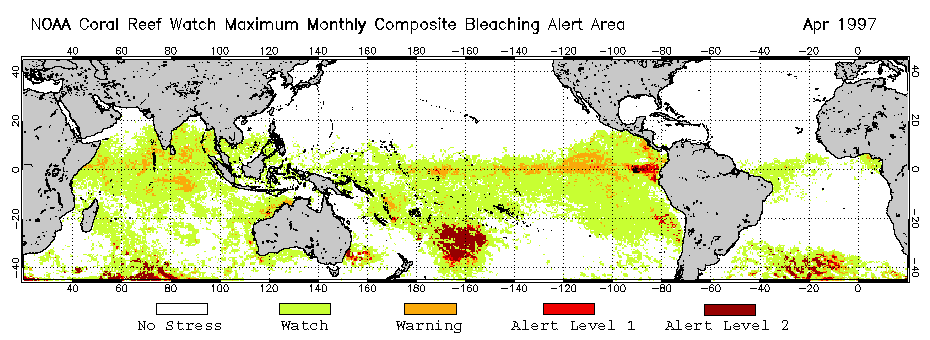 NOAA Coral Reef Watch Maximum Monthly Composite Bleaching Alert Area Apr 1997
40 60 80 100 120 140 160 180 −160 −140 −120 −100 −80 −60 −40 −20 0
40 40
20 20
0 0
−20 −20
−40 −40
40 60 80 100 120 140 160 180 −160 −140 −120 −100 −80 −60 −40 −20 0
No Stress Watch Warning Alert Level 1 Alert Level 2